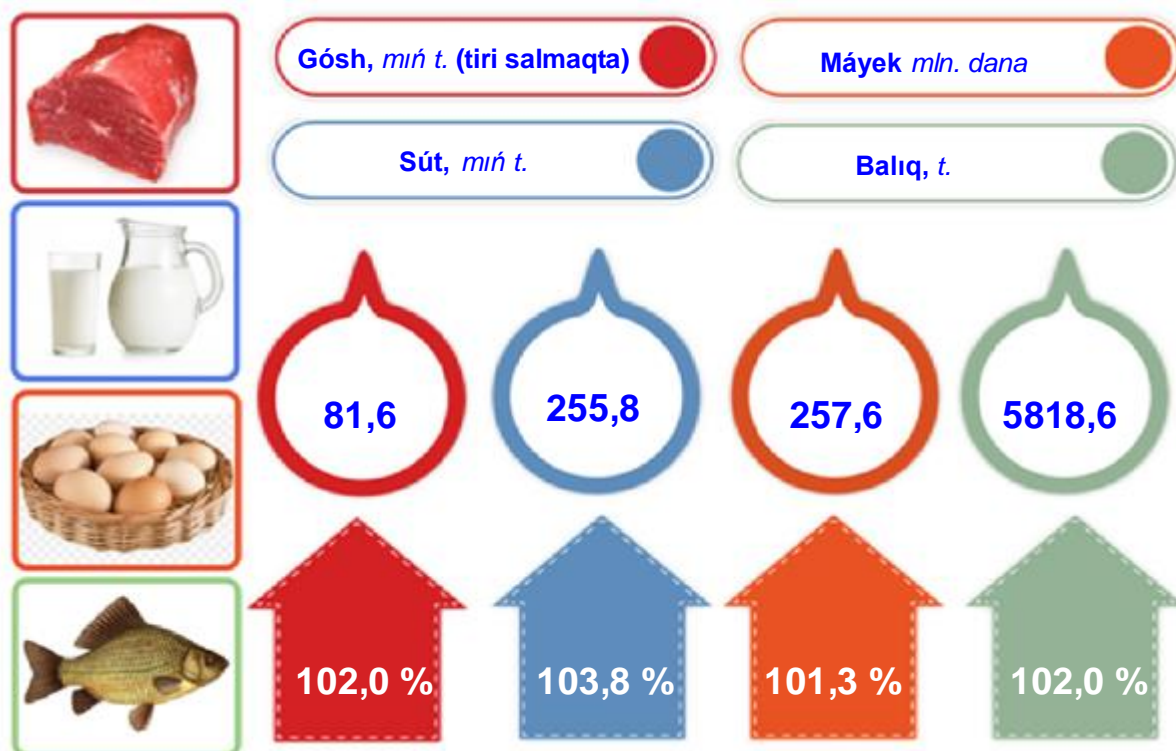 Gósh, mıń t. (tiri salmaqta)
Máyek mln. dana
Sút, mıń t.
Balıq, t.
81,6
255,8
257,6
5818,6
102,0 %
103,8 %
101,3 %
102,0 %